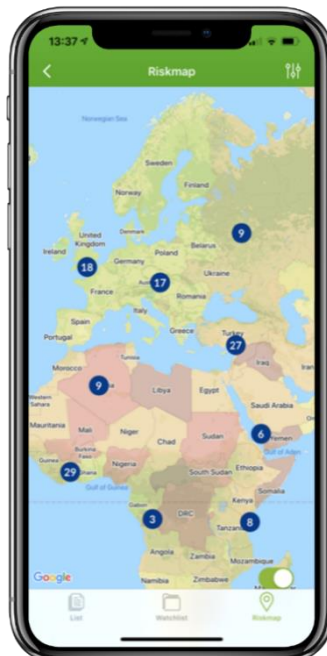 13:37
Riskmap
Norwegian Sea
Sweden
Finland
Norway
United
Kingdom
Denmark
9
Ireland
Poland
Belarus
Germany
18
17
Ukraine
France
Romania
Italy
Spain
Portugal
Greece
Turkey
27
Tunisia
Iraq
Iran
Morocco
9
Libya
Egypt
Western
Sahara
Saudi Arabia
Mauritania
Mali
Niger
Chad
Sudan
6
Yemen
Burkina
Faso
Guinea
29
Ghana
Nigeria
South Sudan
Ethiopia
Gulf of Aden
Somalia
Gulf of Guinea
Gabon
Kenya
3
DRC
Tanzania
8
Angola
Zambia
Mozambique
Namibia
Zimbabwe
Google
List
Watchlist
Riskmap